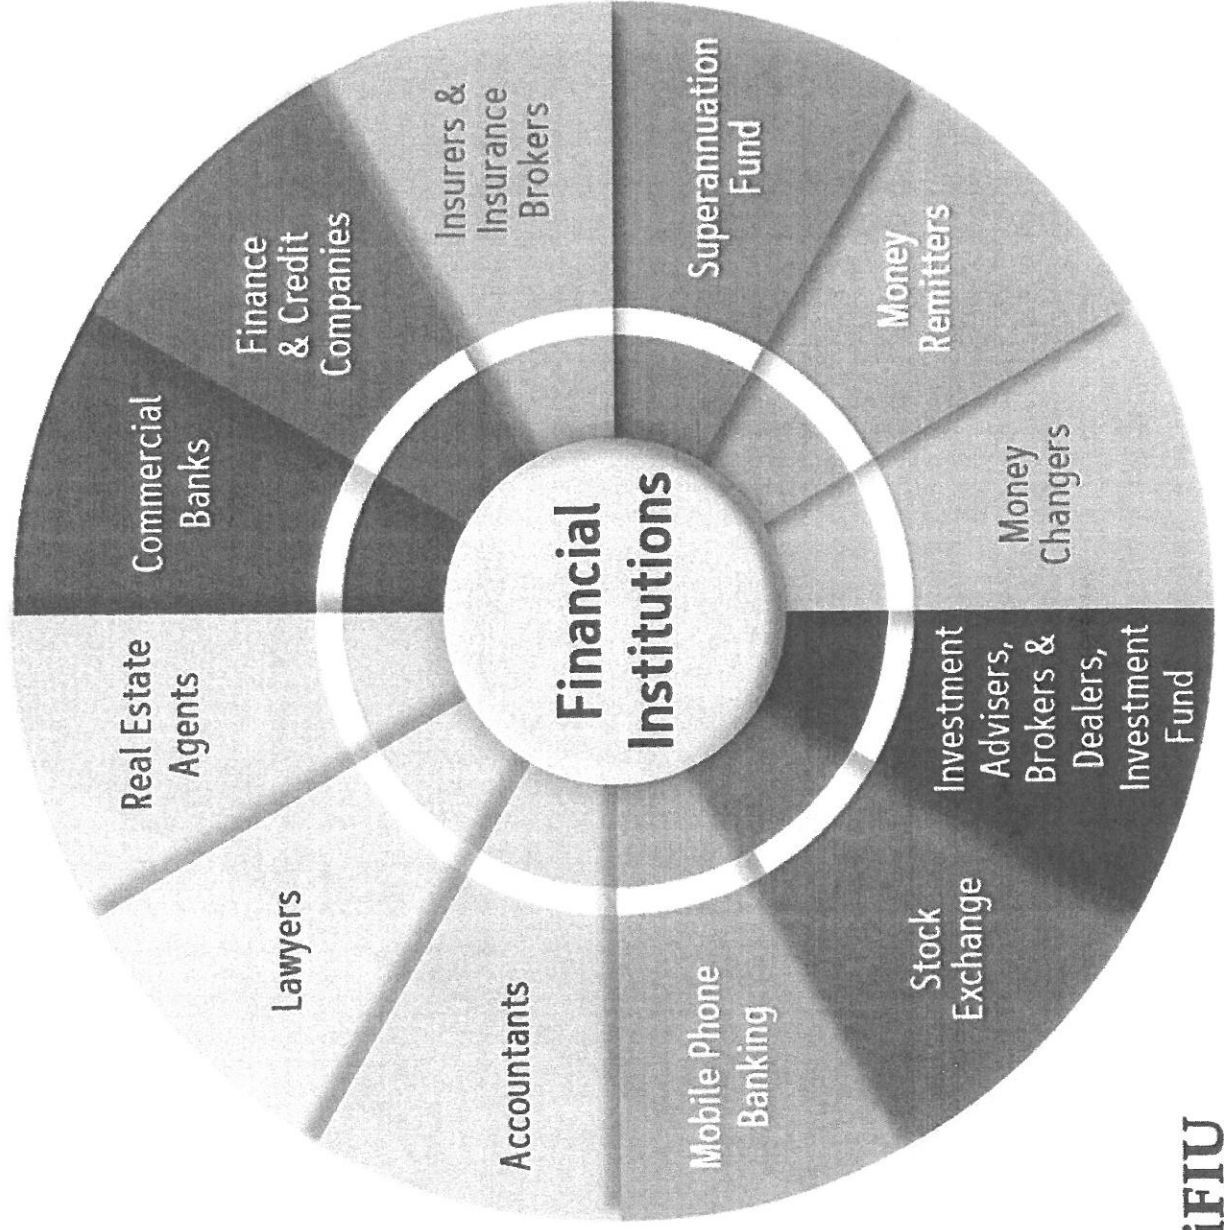 Financial
Institutions
Commercial
Banks
Finance
& Credit
Companies
Insurers &
Insurance
Brokers
Superannuation
Fund
Money
Remitters
Money
Changers
Investment
Advisers,
Brokers &
Dealers,
Investment
Fund
Stock
Exchange
Mobile Phone
Banking
Accountants
Lawyers
Real Estate
Agents
iFIU